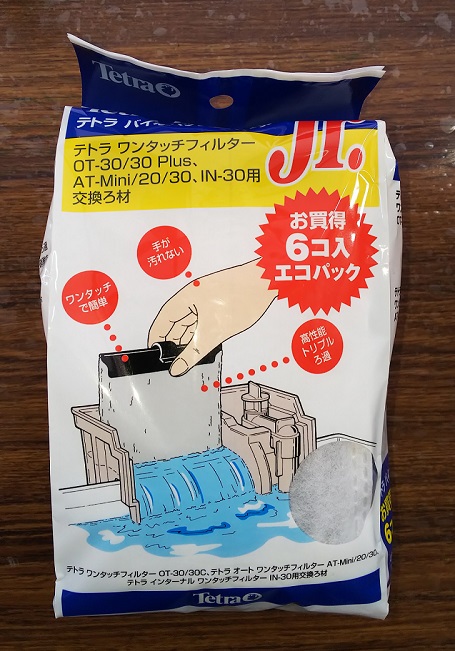 Tetra
テトラ バイ
Jr.
テトラ ワンタッチフィルター
OT-30/30 Plus、
AT-Mini/20/30、IN-30用
交換ろ材
お買得
6コ入
エコパック
手が
汚れない
ワンタッチ
で簡単
高性能
トリプル
ろ過
テトラ ワンタッチフィルター OT-30/30C、テトラ オート ワンタッチフィルター AT-Mini/20/30、
テトラ インターナル ワンタッチフィルター IN-30用交換ろ材
Tetra